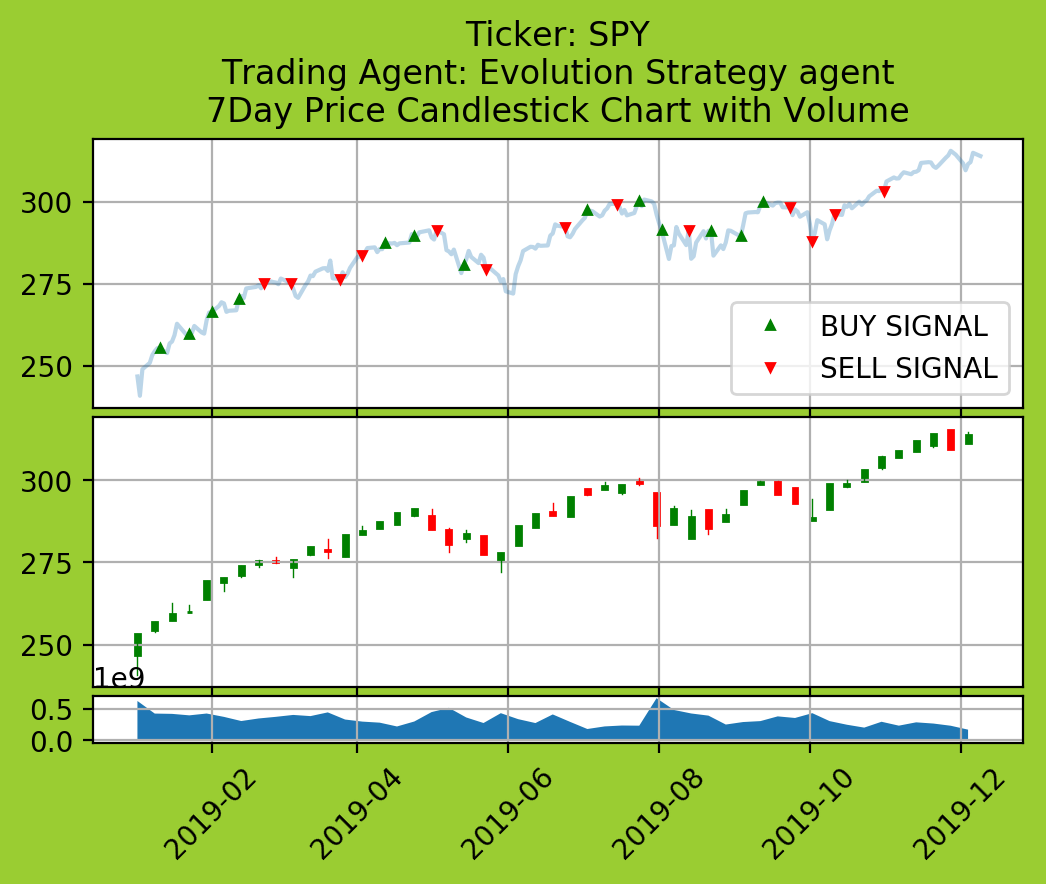 Ticker: SPY
Trading Agent: Evolution Strategy agent
7Day Price Candlestick Chart with Volume
300
275
250
BUY SIGNAL
SELL SIGNAL
300
275
250
1e9
0.5
0.0
2019-02
2019-04
2019-06
2019-08
2019-10
2019-12